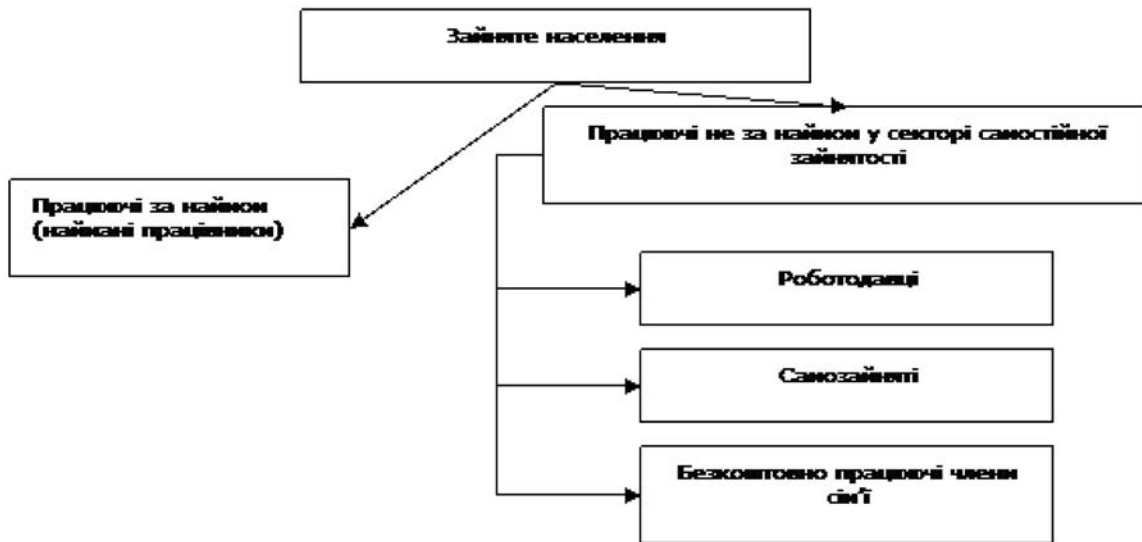 Зайняте населення
Працюючі не за наймом у секторі самостійної
зайнятості
Працюючі за наймом
(наймані працівники)
Роботодавці
Самозайняті
Безкоштовно працюючі члени
сім'ї